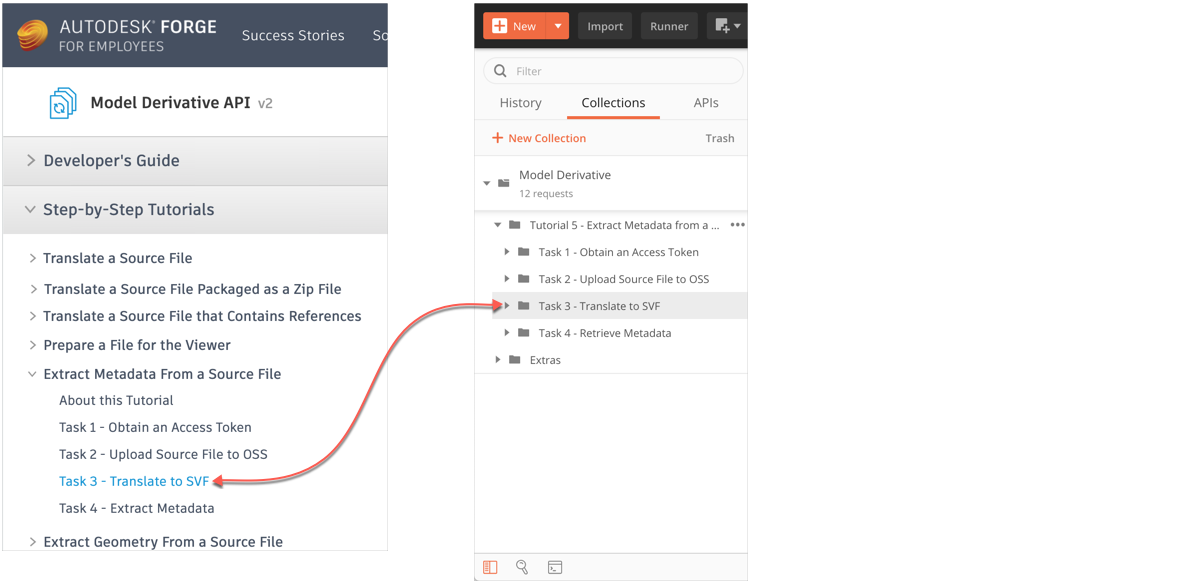 AUTODESK® FORGE
FOR EMPLOYEES
Success Stories
So
Model Derivative API v2
Developer's Guide
Step-by-Step Tutorials
Translate a Source File
Translate a Source File Packaged as a Zip File
Translate a Source File that Contains References
Prepare a File for the Viewer
Extract Metadata From a Source File
About this Tutorial
Task 1 - Obtain an Access Token
Task 2 - Upload Source File to OSS
Task 3 - Translate to SVF
Task 4 - Extract Metadata
Extract Geometry From a Source File
New
Import
Runner
Filter
History
Collections
APIs
+ New Collection
Trash
Model Derivative
12 requests
Tutorial 5 - Extract Metadata from a ...
Task 1 - Obtain an Access Token
Task 2 - Upload Source File to OSS
Task 3 - Translate to SVF
Task 4 - Retrieve Metadata
Extras